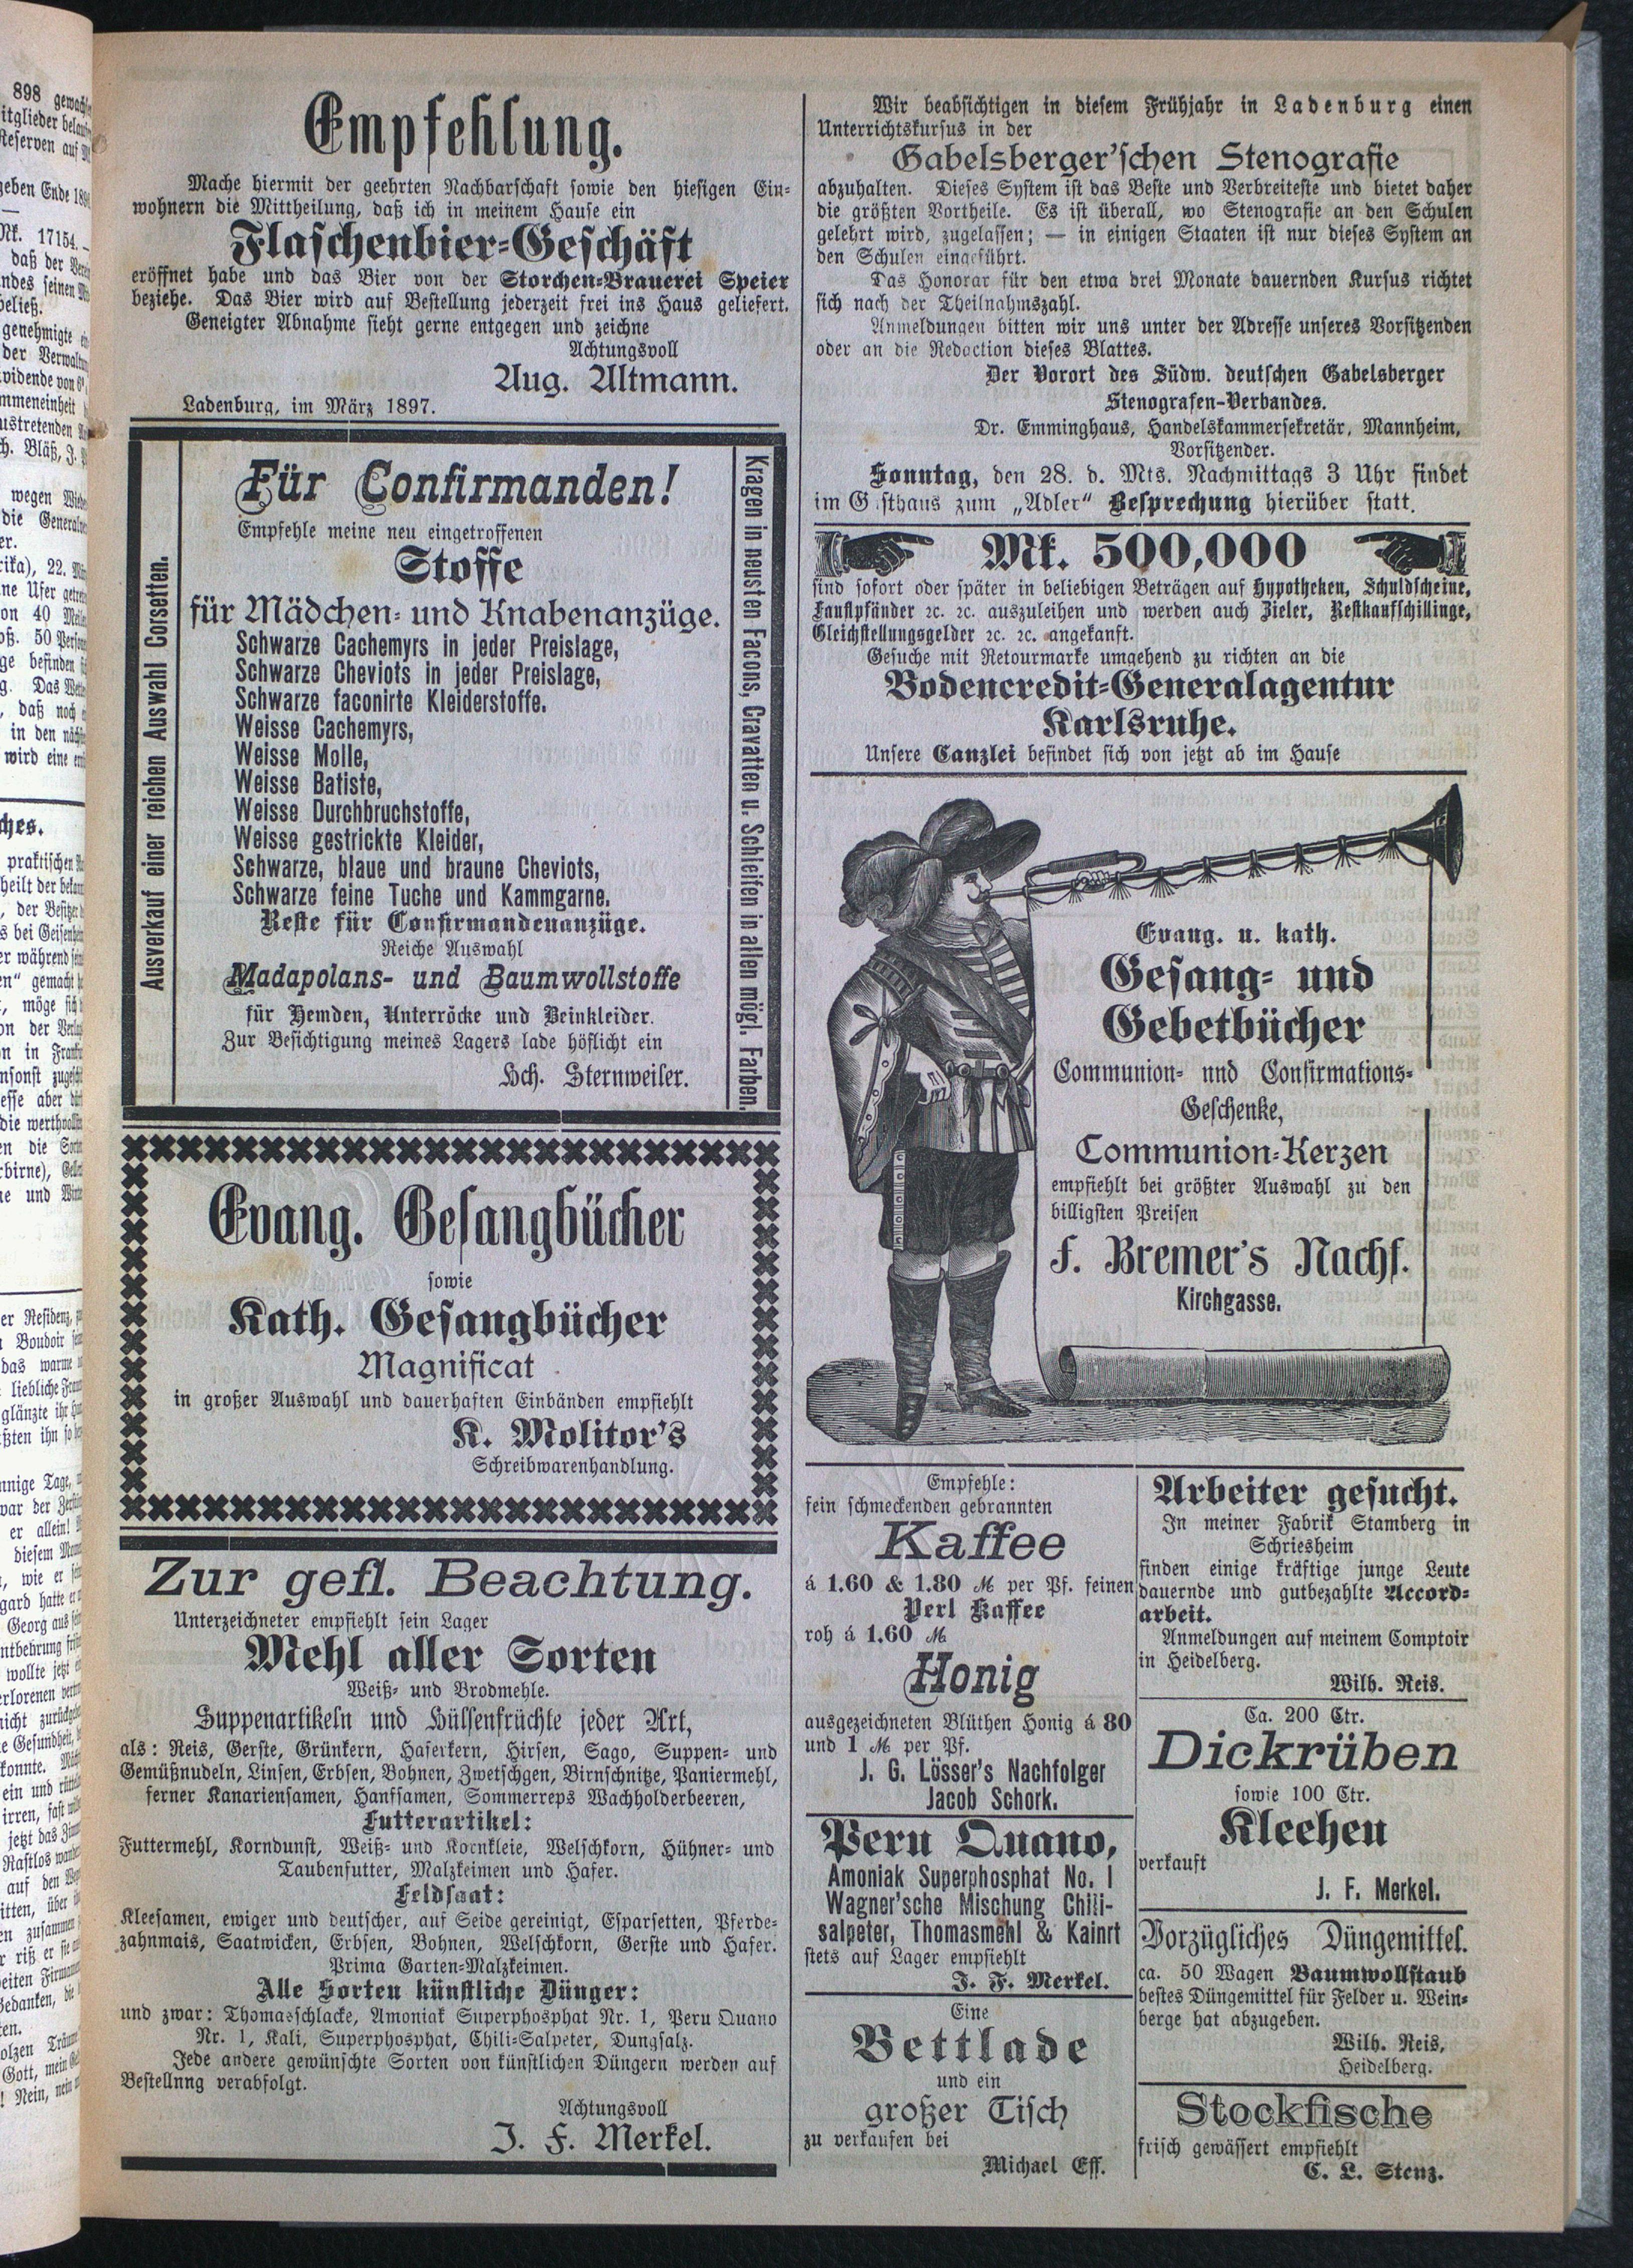 Empfehlung.
Mache hiermit der geehrten Nachbarschaft sowie den hiesigen Ein-
wohnern die Mittheilung, daß ich in meinem Hause ein
Flaschenbier-Geschäft
eröffnet habe und das Bier von der Storchen-Brauerei Speier
beziehe. Das Bier wird auf Bestellung jederzeit frei ins Haus geliefert.
Geneigter Abnahme sieht gerne entgegen und zeichne
Achtungsvoll
Aug. Altmann.
Ladenburg, im März 1897.
Ausverkauf einer reichen Auswahl Corsetten.
Für Confirmanden!
Empfehle meine neu eingetroffenen
Stoffe
für Mädchen- und Knabenanzüge.
Schwarze Cachemyrs in jeder Preislage,
Schwarze Cheviots in jeder Preislage,
Schwarze faconirte Kleiderstoffe.
Weisse Cachemyrs,
Weisse Molle,
Weisse Batiste,
Weisse Durchbruchstoffe,
Weisse gestrickte Kleider,
Schwarze, blaue und braune Cheviots,
Schwarze feine Tuche und Kammgarne.
Reste für Confirmandenanzüge.
Reiche Auswahl
Madapolans- und Baumwollstoffe
für Hemden, Unterröcke und Beinkleider.
Zur Besichtigung meines Lagers lade höflicht ein
Hch. Sternweiler.
Kragen in neusten Facons, Cravatten u. Schleifen in allen mögl. Farben.
Evang. Gesangbücher
sowie
Kath. Gesangbücher
Magnificat
in großer Auswahl und dauerhaften Einbänden empfiehlt
K. Molitor's
Schreibwarenhandlung.
Zur gefl. Beachtung.
Unterzeichneter empfiehlt sein Lager
Mehl aller Sorten
Weiß- und Brodmehle.
Suppenartikeln und Hülsenfrüchte jeder Art,
als: Reis, Gerste, Grünkern, Haferkern, Hirsen, Sago, Suppen- und
Gemüßnudeln, Linsen, Erbsen, Bohnen, Zwetschgen, Birnschnitze, Paniermehl,
ferner Kanariensamen, Hanfsamen, Sommerreps Wachholderbeeren,
Futterartikel:
Futtermehl, Korndunst, Weiß- und Kornkleie, Welschkorn, Hühner- und
Taubenfutter, Malzkeimen und Hafer.
Feldsaat:
Kleesamen, ewiger und deutscher, auf Seide gereinigt, Esparsetten, Pferde-
zahnmais, Saatwicken, Erbsen, Bohnen, Welschkorn, Gerste und Hafer.
Prima Garten-Malzkeimen.
Alle Sorten künstliche Dünger:
und zwar: Thomasschlacke, Amoniak Superphosphat Nr. 1, Peru Quano
Nr. 1, Kali, Superphosphat, Chili-Salpeter, Dungsalz.
Jede andere gewünschte Sorten von künstlichen Düngern werden auf
Bestellnng verabfolgt.
Achtungsvoll
J. F. Merkel.
Wir beabsichtigen in diesem Frühjahr in Ladenburg einen
Unterrichtskursus in der
Gabelsberger'schen Stenografie
abzuhalten. Dieses System ist das Beste und Verbreiteste und bietet daher
die größten Vortheile. Es ist überall, wo Stenografie an den Schulen
gelehrt wird, zugelassen; — in einigen Staaten ist nur dieses System an
den Schulen eingeführt.
Das Honorar für den etwa drei Monate dauernden Kursus richtet
sich nach der Theilnahmszahl.
Anmeldungen bitten wir uns unter der Adresse unseres Vorsitzenden
oder an die Redaction dieses Blattes.
Der Vorort des Südw. deutschen Gabelsberger
Stenografen-Verbandes.
Dr. Emminghaus, Handelskammersekretär, Mannheim,
Vorsitzender.
Sonntag, den 28. d. Mts. Nachmittags 3 Uhr findet
im G sthaus zum „Adler“ Besprechung hierüber statt.
Mk. 500,000
sind sofort oder später in beliebigen Beträgen auf Hypotheken, Schuldscheine,
Faustpfänder ꝛc. ꝛc. auszuleihen und werden auch Zieler, Restkaufschillinge,
Gleichstellungsgelder ꝛc. ꝛc. angekanft.
Gesuche mit Retourmarke umgehend zu richten an die
Bodencredit-Generalagentur
Karlsruhe.
Unsere Canzlei befindet sich von jetzt ab im Hause
Evang. u. kath.
Gesang- und
Gebetbücher
Communion- und Confirmations-
Geschenke,
Communion-Kerzen
empfiehlt bei größter Auswahl zu den
billigsten Preisen
F. Bremer's Nachf.
Kirchgasse.
Empfehle:
fein schmeckenden gebrannten
Kaffee
á 1.60 & 1.80 M per Pf. feinen
Perl Kaffee
roh á 1.60 M
Honig
ausgezeichneten Blüthen Honig á 80
und 1 M per Pf.
J. G. Lösser's Nachfolger
Jacob Schork.
Peru Quano,
Amoniak Superphosphat No. I
Wagner'sche Mischung Chili-
salpeter, Thomasmehl & Kainrt
stets auf Lager empfiehlt
J. F. Merkel.
Eine
Bettlade
und ein
großer Tisch
zu verkaufen bei
Michael Eff.
Arbeiter gesucht.
In meiner Fabrik Stamberg in
Schriesheim
finden einige kräftige junge Leute
dauernde und gutbezahlte Accord-
arbeit.
Anmeldungen auf meinem Comptoir
in Heidelberg.
Wilh. Reis.
Ca. 200 Ctr.
Dickrüben
sowie 100 Ctr.
Kleeheu
verkauft
J. F. Merkel.
Vorzügliches Düngemittel.
ca. 50 Wagen Baumwollstaub
bestes Düngemittel für Felder u. Wein-
berge hat abzugeben.
Wilh. Reis,
Heidelberg.
Stockfische
frisch gewässert empfiehlt
C. L. Stenz.